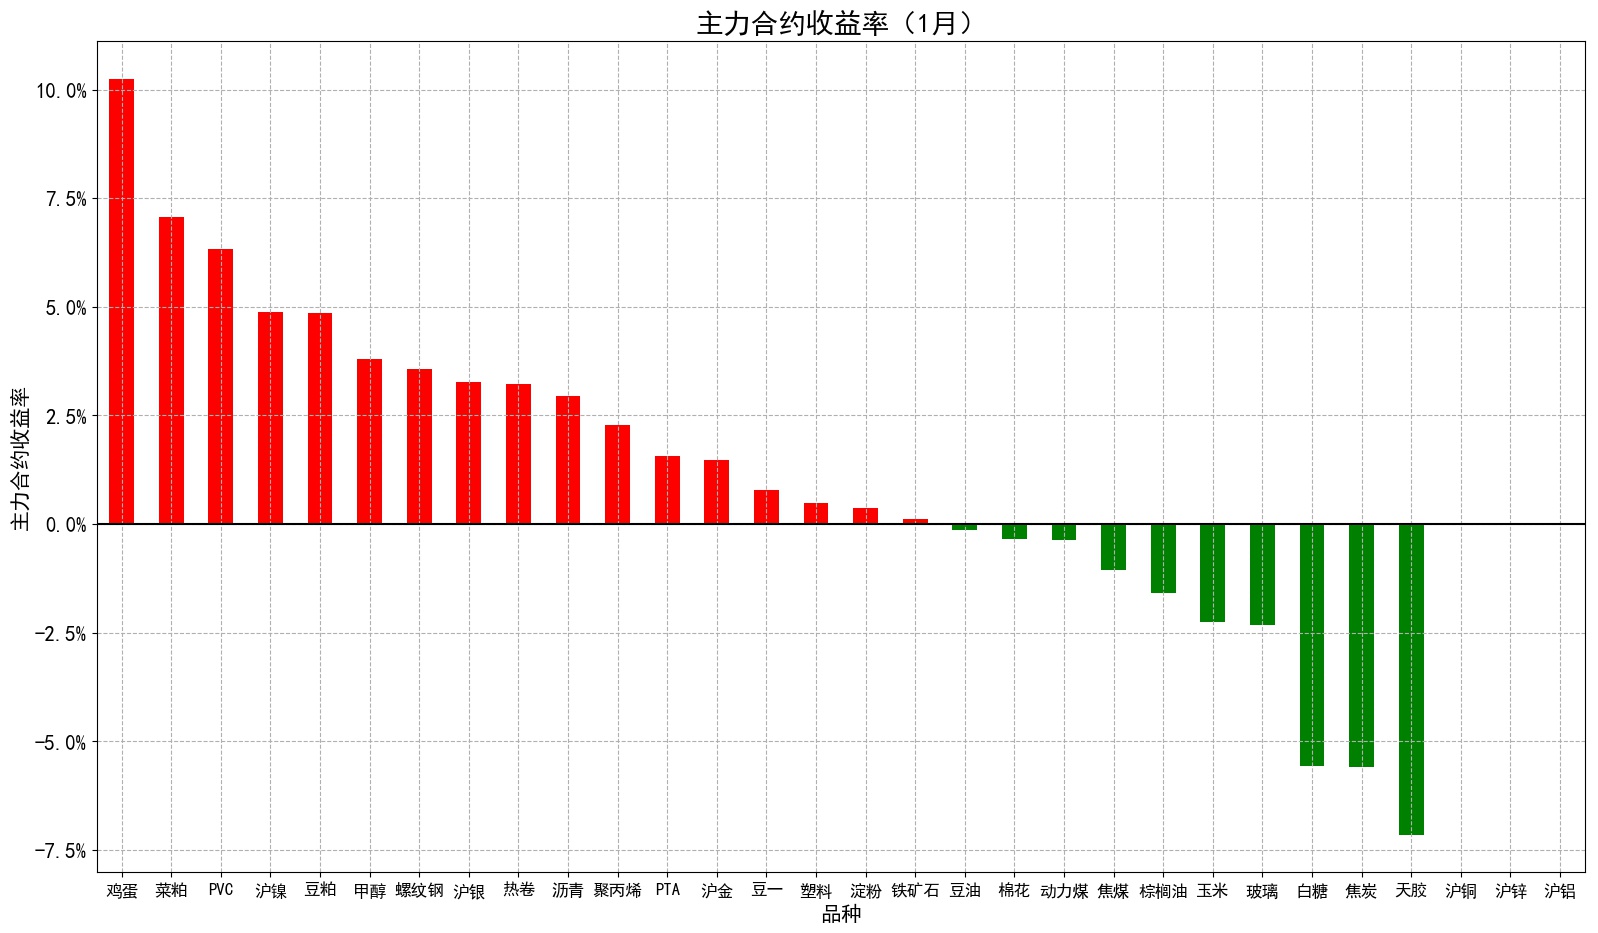 主力合约收益率（1月）
主力合约收益率
10.0%
7.5%
5.0%
2.5%
0.0%
−2.5%
−5.0%
−7.5%
鸡蛋 菜粕 PVC 沪镍 豆粕 甲醇 螺纹钢 沪银 热卷 沥青 聚丙烯 PTA 沪金 豆一 塑料 淀粉 铁矿石 豆油 棉花 动力煤 焦煤 棕榈油 玉米 玻璃 白糖 焦炭 天胶 沪铜 沪锌 沪铝
品种